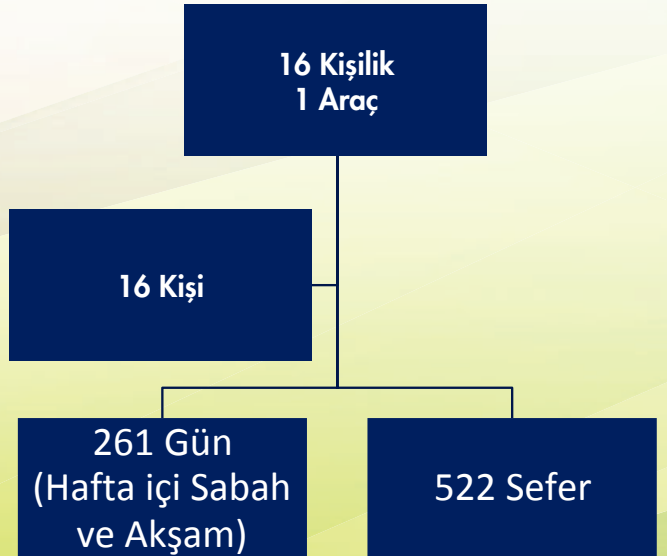 16 Kişilik
1 Araç
16 Kişi
261 Gün
(Hafta içi Sabah
ve Akşam)
522 Sefer